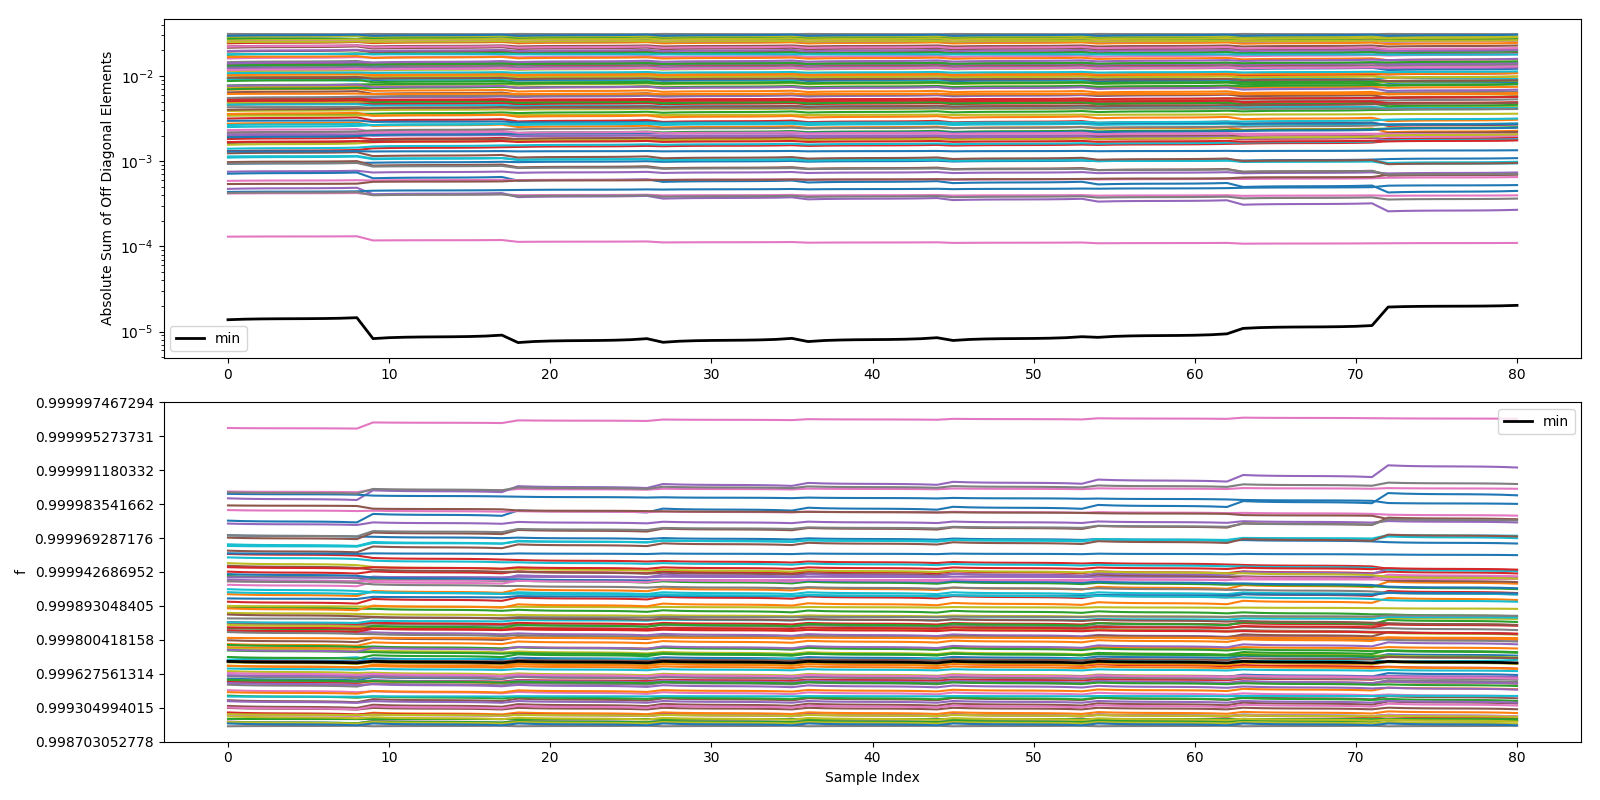 Absolute Sum of Off Diagonal Elements
10⁻²
10⁻³
10⁻⁴
10⁻⁵
min
0 10 20 30 40 50 60 70 80
f
0.999997467294
0.999995273731
0.999991180332
0.999983541662
0.999969287176
0.999942686952
0.999893048405
0.999800418158
0.999627561314
0.999304994015
0.998703052778
min
0 10 20 30 40 50 60 70 80
Sample Index